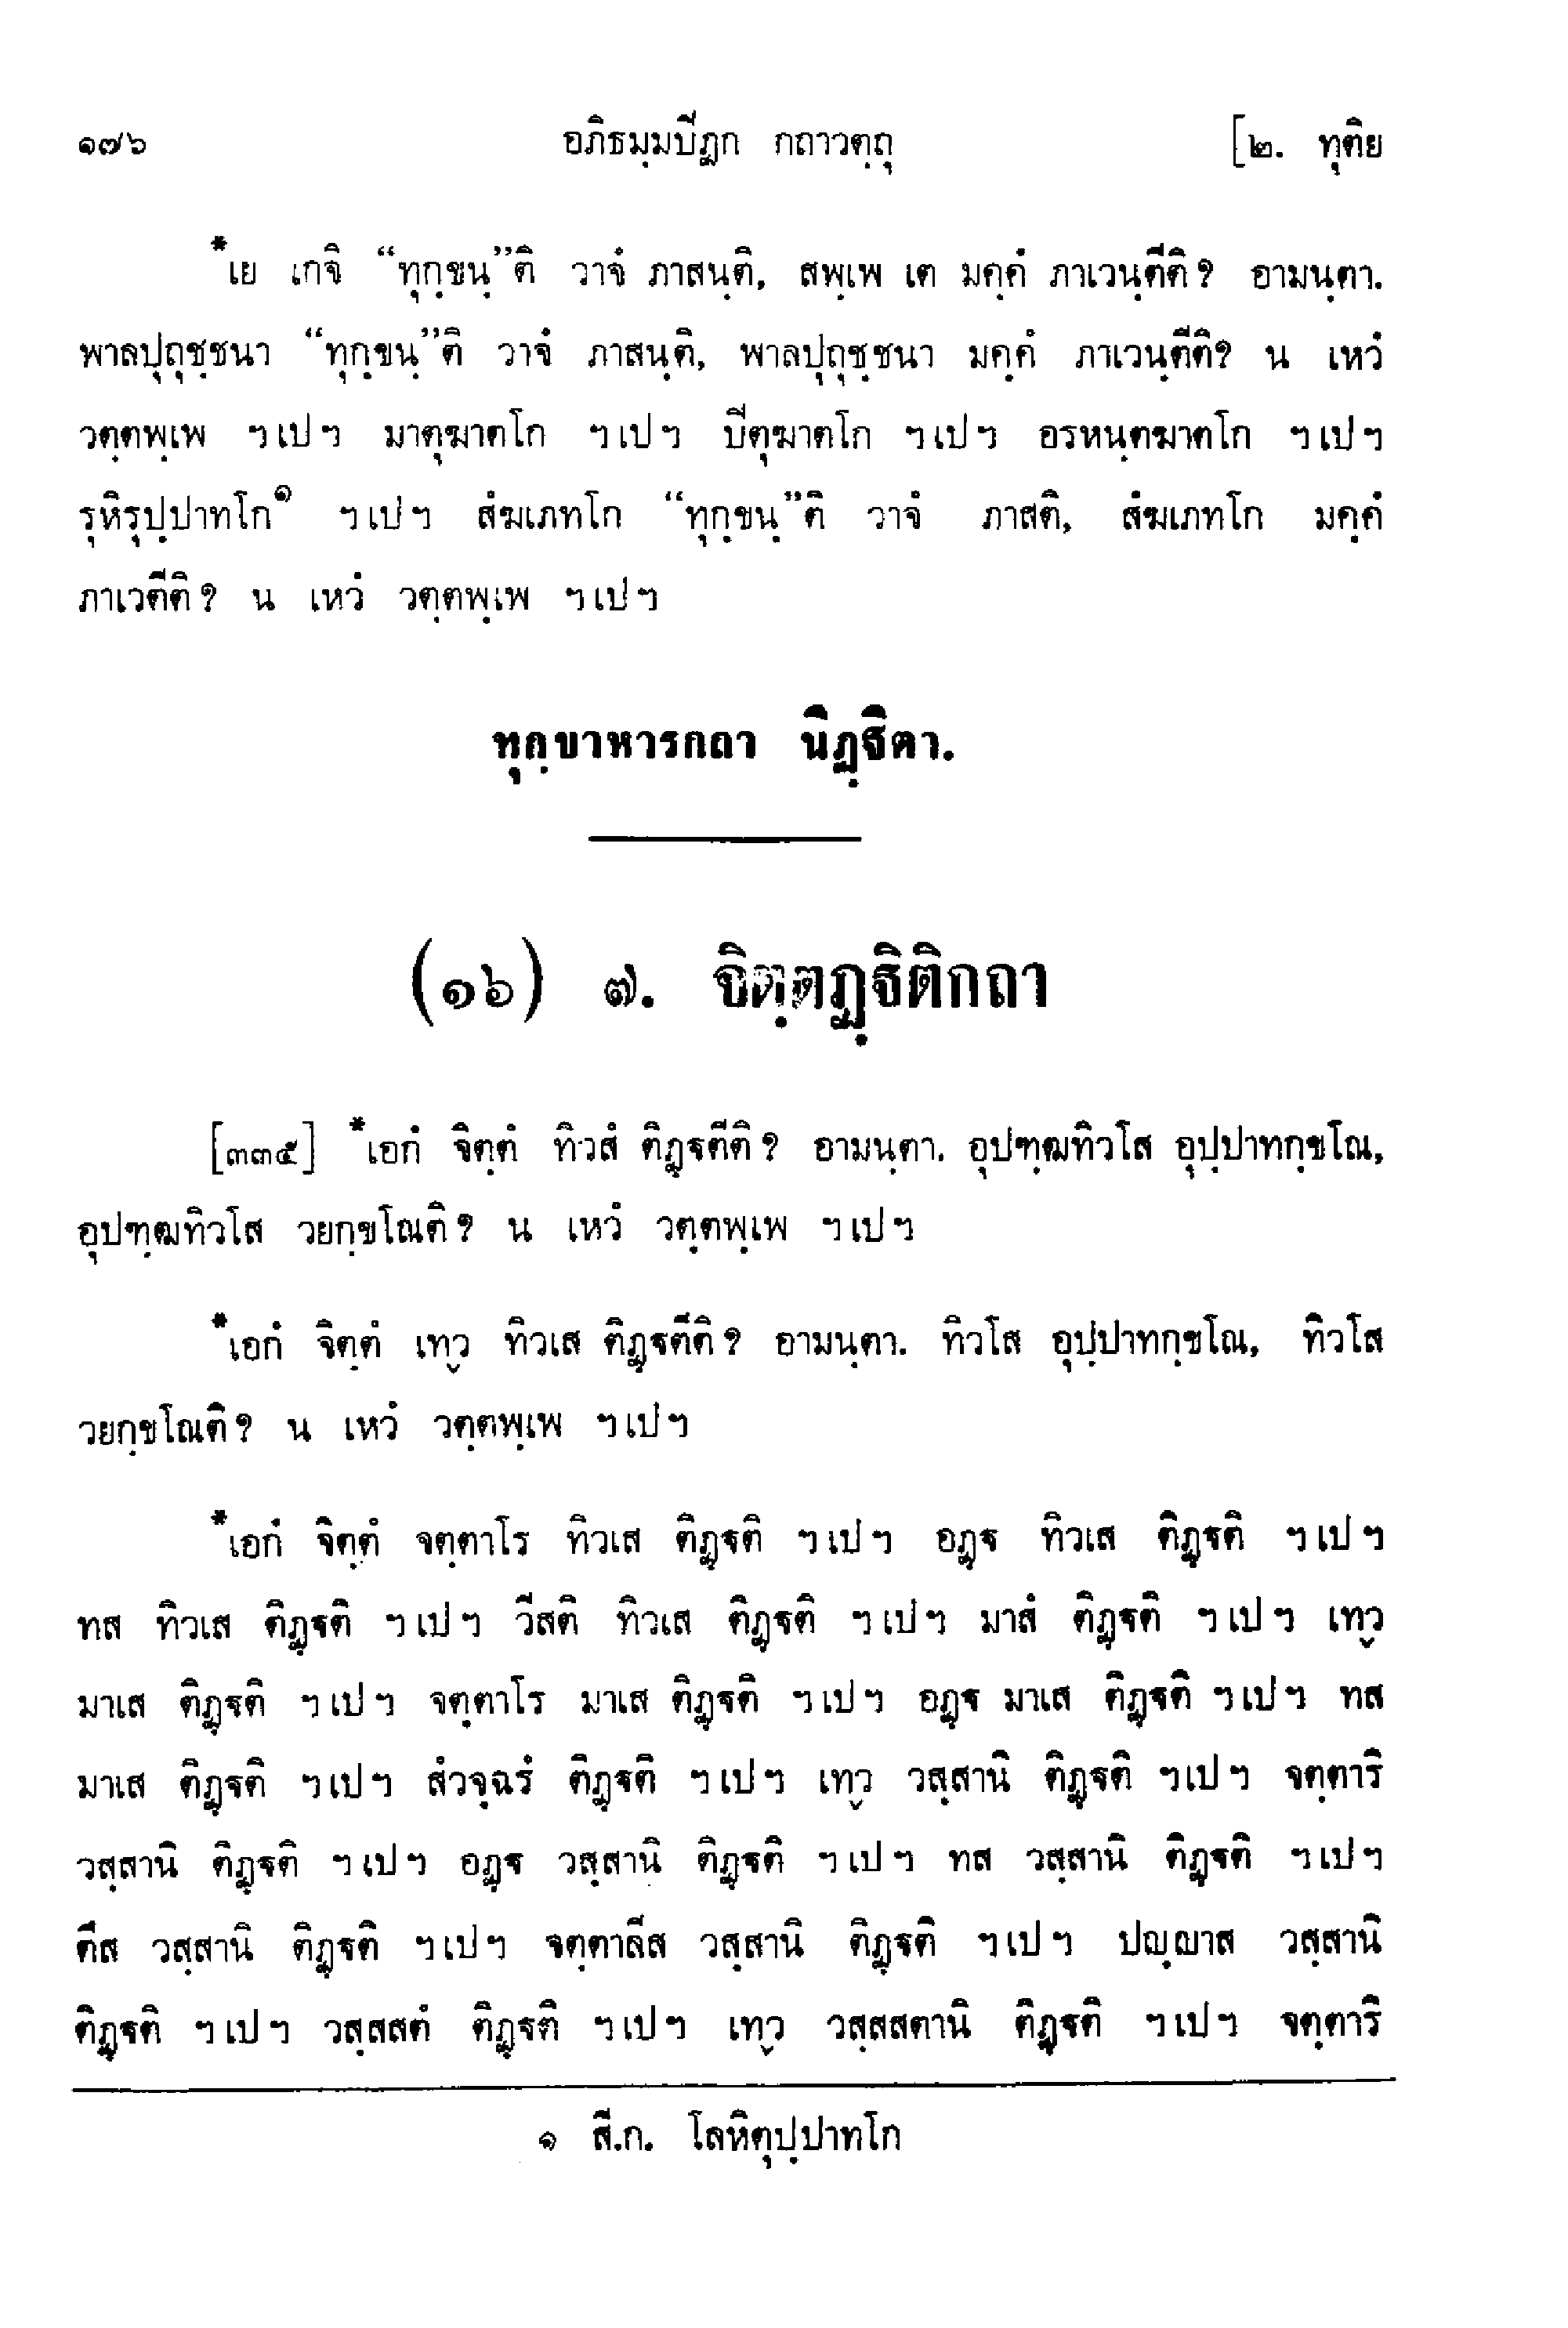 ๑๗๖ อภิธมฺมปิฏก กถาวตฺถุ [๒. ทุติย
*เย เกจิ “ทุกฺขนฺ”ติ วาจํ ภาสนฺติ, สพฺเพ เต มคฺคํ ภาเวนฺตีติ? อามนฺตา.
พาลปุถุชฺชนา “ทุกฺขนฺ”ติ วาจํ ภาสนฺติ, พาลปุถุชฺชนา มคฺคํ ภาเวนฺตีติ? น เหวํ
วตฺตพฺเพ ฯเปฯ มาตุฆาตโก ฯเปฯ ปิตุฆาตโก ฯเปฯ อรหนฺตฆาตโก ฯเปฯ
รุหิรุปฺปาทโก๑ ฯเปฯ สํฆเภทโก “ทุกฺขนฺ”ติ วาจํ ภาสติ, สํฆเภทโก มคฺคํ
ภาเวตีติ? น เหวํ วตฺตพฺเพ ฯเปฯ
ทุกฺขาหารกถา นิฏฺฐิตา.
(๑๖) ๗. จิตฺตฏฺฐิติกถา
[๓๓๕] *เอกํ จิตฺตํ ทิวสํ ติฏฺฐตีติ? อามนฺตา. อุปฑฺฒทิวโส อุปฺปาทกฺขโณ,
อุปฑฺฒทิวโส วยกฺขโณติ? น เหวํ วตฺตพฺเพ ฯเปฯ
*เอกํ จิตฺตํ เทฺว ทิวเส ติฏฺฐตีติ? อามนฺตา. ทิวโส อุปฺปาทกฺขโณ, ทิวโส
วยกฺขโณติ? น เหวํ วตฺตพฺเพ ฯเปฯ
*เอกํ จิตฺตํ จตฺตาโร ทิวเส ติฏฺฐติ ฯเปฯ อฏฺฐ ทิวเส ติฏฺฐติ ฯเปฯ
ทส ทิวเส ติฏฺฐติ ฯเปฯ วีสติ ทิวเส ติฏฺฐติ ฯเปฯ มาสํ ติฏฺฐติ ฯเปฯ เทฺว
มาเส ติฏฺฐติ ฯเปฯ จตฺตาโร มาเส ติฏฺฐติ ฯเปฯ อฏฺฐ มาเส ติฏฺฐติ ฯเปฯ ทส
มาเส ติฏฺฐติ ฯเปฯ สํวจฺฉรํ ติฏฺฐติ ฯเปฯ เทฺว วสฺสานิ ติฏฺฐติ ฯเปฯ จตฺตาริ
วสฺสานิ ติฏฺฐติ ฯเปฯ อฏฺฐ วสฺสานิ ติฏฺฐติ ฯเปฯ ทส วสฺสานิ ติฏฺฐติ ฯเปฯ
ตีส วสฺสานิ ติฏฺฐติ ฯเปฯ จตฺตาลีส วสฺสานิ ติฏฺฐติ ฯเปฯ ปญฺญาส วสฺสานิ
ติฏฺฐติ ฯเปฯ วสฺสสตํ ติฏฺฐติ ฯเปฯ เทฺว วสฺสสตานิ ติฏฺฐติ ฯเปฯ จตฺตาริ
๑ สี.ก. โลหิตุปฺปาทโก